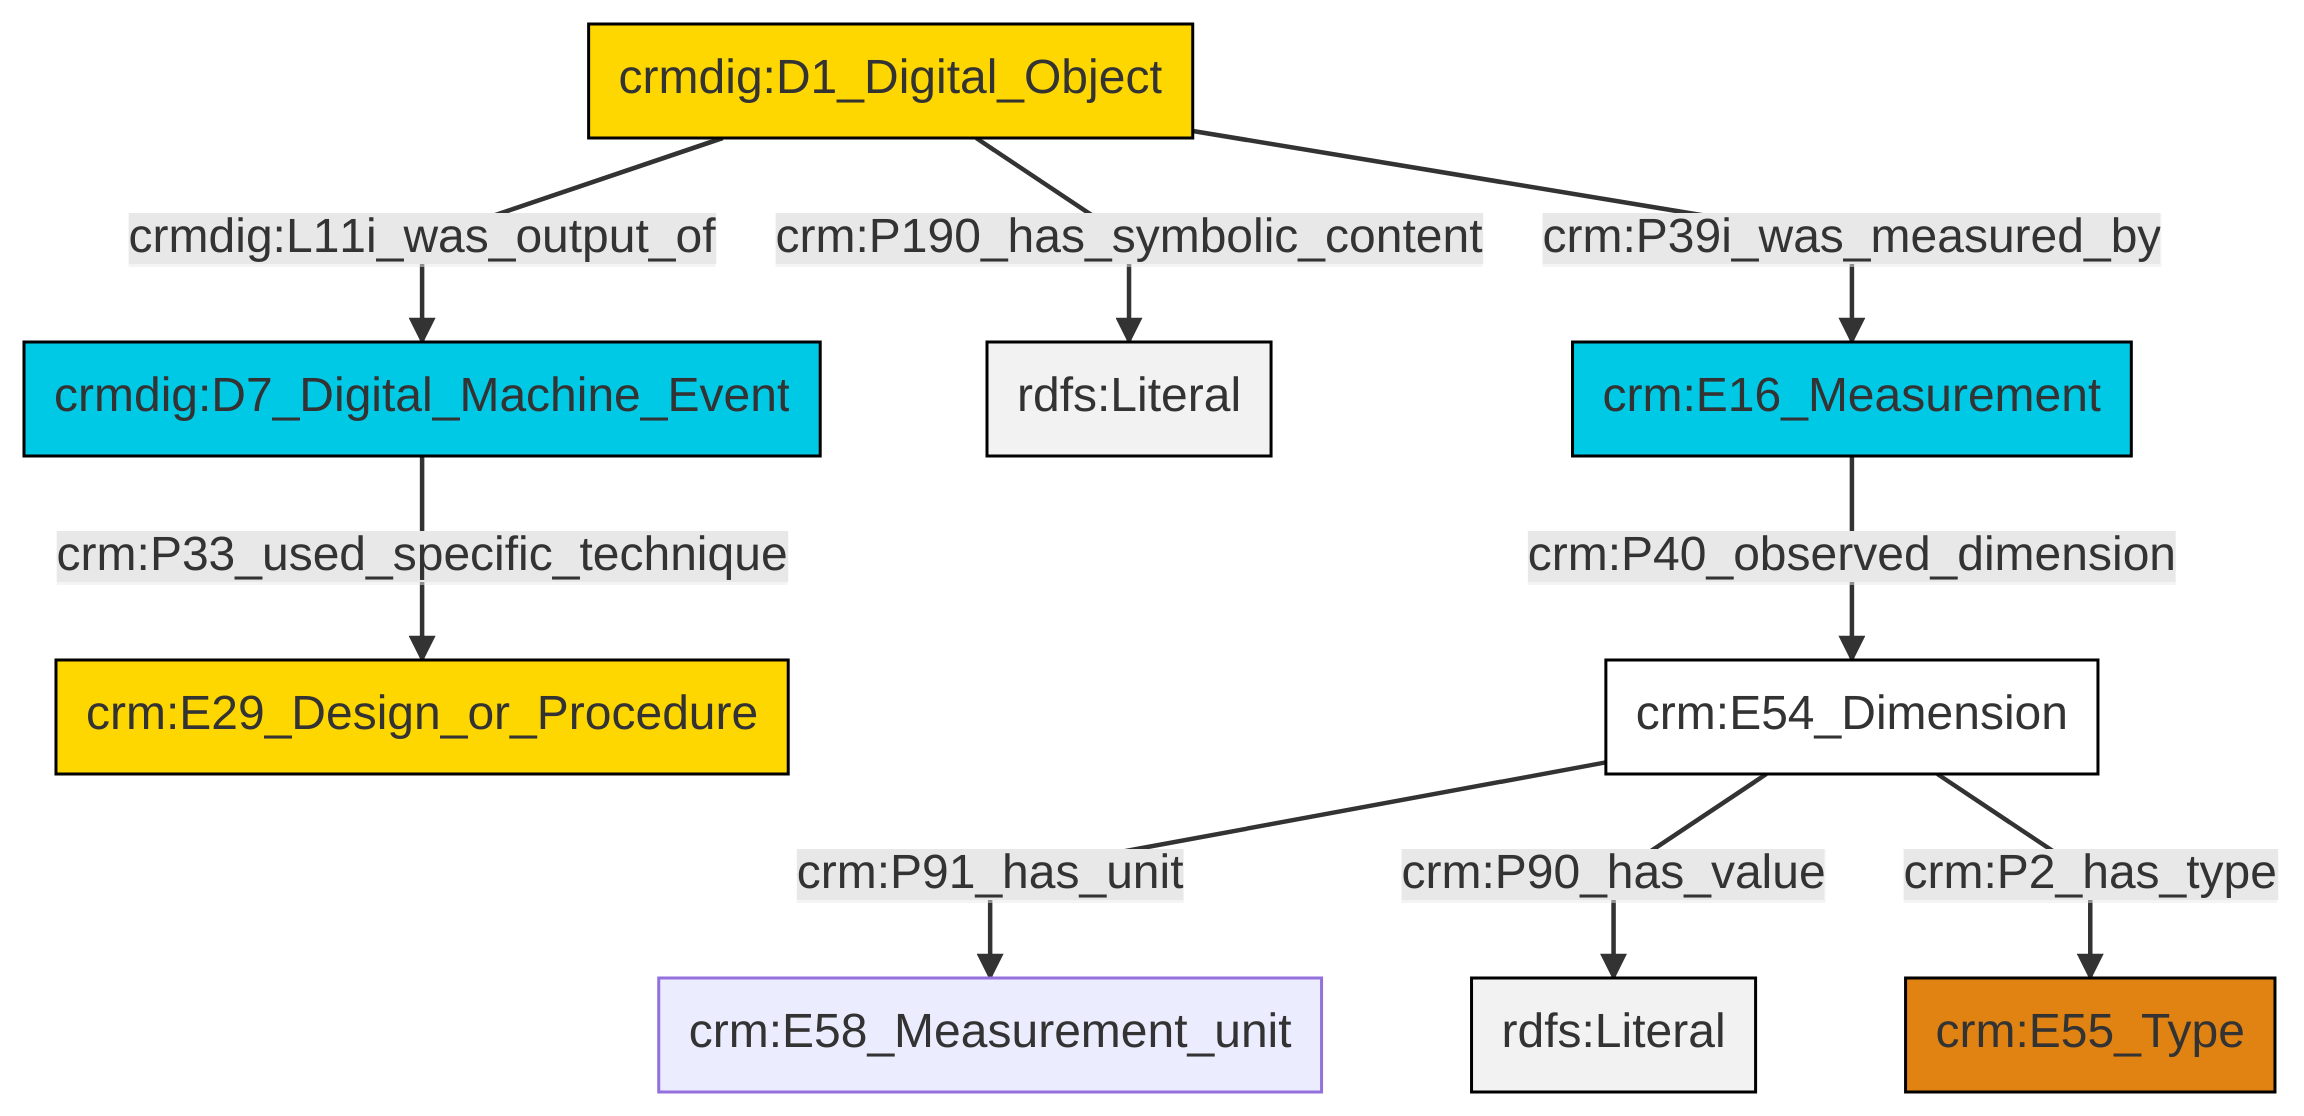 crmdig:D1_Digital_Object
crmdig:L11i_was_output_of
crm:P190_has_symbolic_content
crm:P39i_was_measured_by
crmdig:D7_Digital_Machine_Event
rdfs:Literal
crm:E16_Measurement
crm:P33_used_specific_technique
crm:P40_observed_dimension
crm:E29_Design_or_Procedure
crm:E54_Dimension
crm:P91_has_unit
crm:P90_has_value
crm:P2_has_type
crm:E58_Measurement_unit
rdfs:Literal
crm:E55_Type